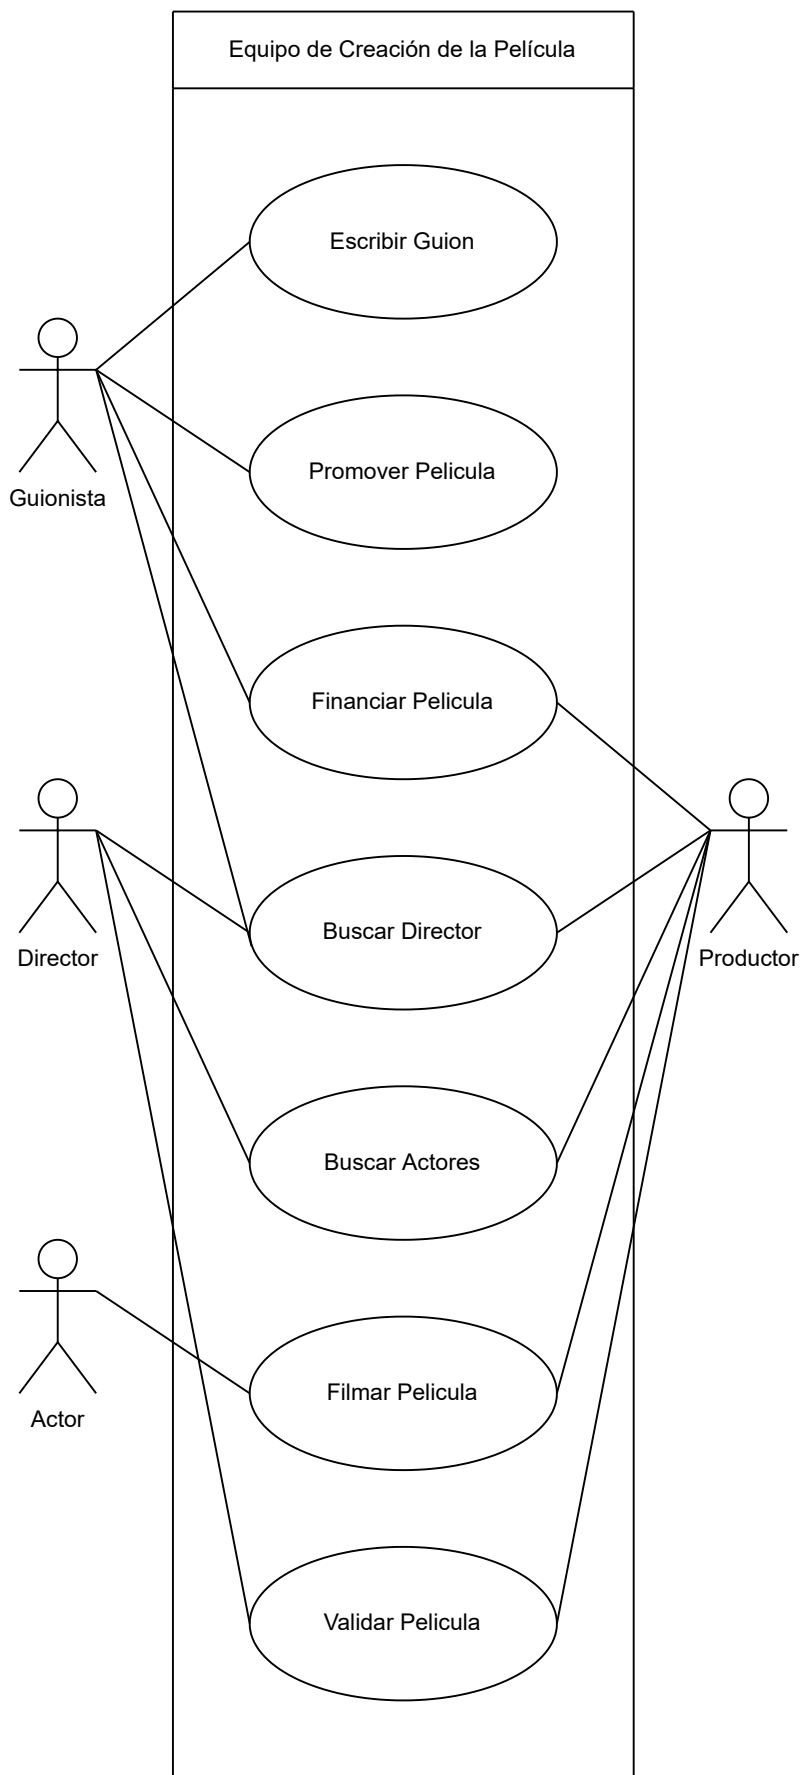 Equipo de Creación de la Película
Escribir Guion
Guionista
Promover Pelicula
Financiar Pelicula
Buscar Director
Director
Productor
Buscar Actores
Filmar Pelicula
Actor
Validar Pelicula